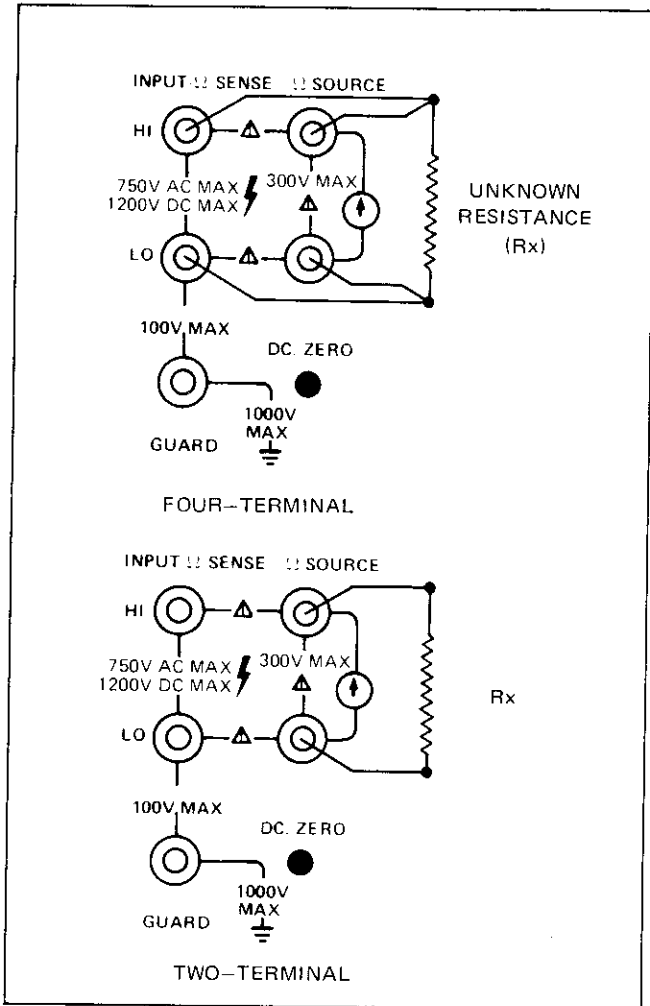 INPUT Ω SENSE Ω SOURCE
HI
750V AC MAX
1200V DC MAX
300V MAX
UNKNOWN
RESISTANCE
(Rx)
LO
100V MAX
DC. ZERO
1000V
MAX
GUARD
FOUR–TERMINAL
INPUT Ω SENSE Ω SOURCE
HI
750V AC MAX
1200V DC MAX
300V MAX
Rx
LO
100V MAX
DC. ZERO
1000V
MAX
GUARD
TWO–TERMINAL